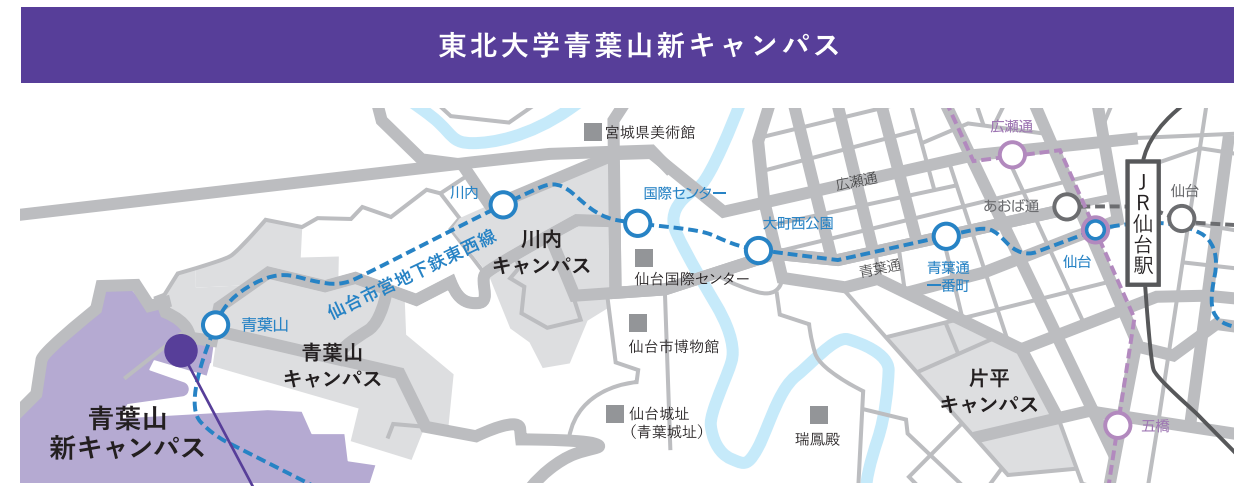 東北大学青葉山新キャンパス
宮城県美術館
広瀬通
川内
国際センター
広瀬通
仙台
あおば通
JR仙台駅
大町西公園
川内
キャンパス
仙台市営地下鉄東西線
仙台国際センター
青葉通
青葉通
一番町
仙台
青葉山
仙台市博物館
青葉山
キャンパス
片平
キャンパス
青葉山
新キャンパス
仙台城址
（青葉城址）
瑞鳳殿
五橋